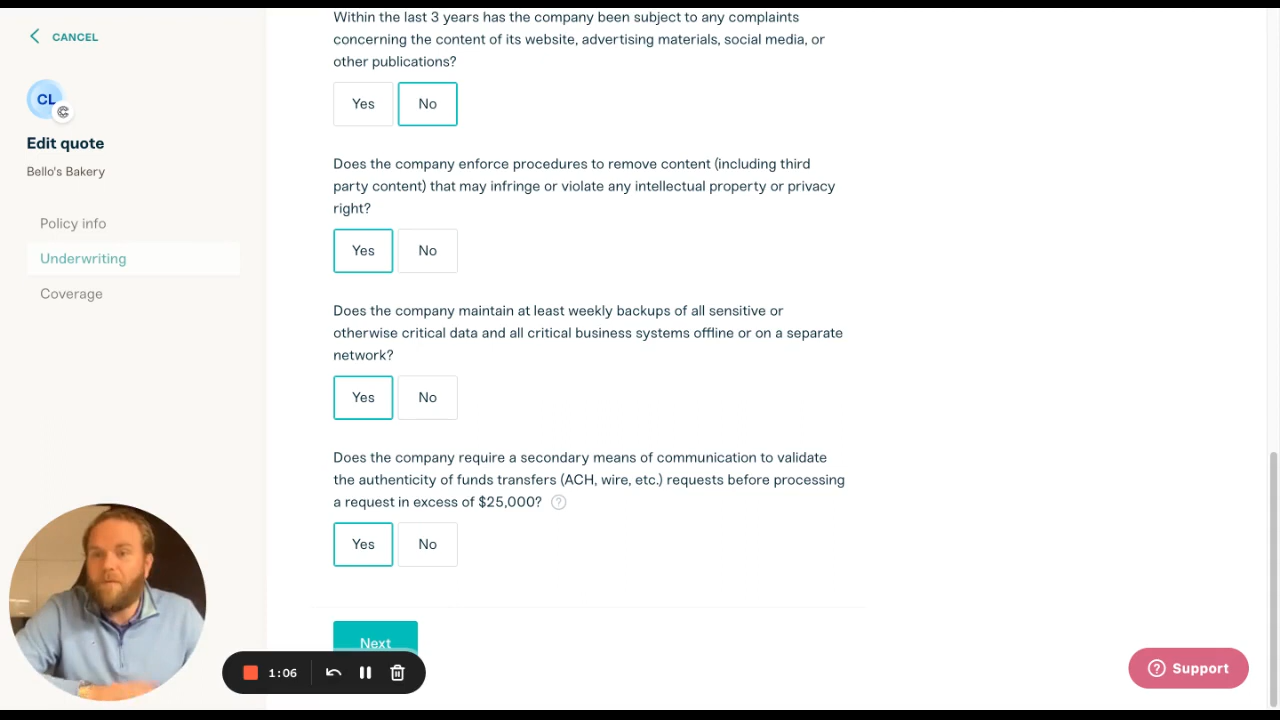 CANCEL
CL
Edit quote
Bello's Bakery
Policy info
Underwriting
Coverage
Within the last 3 years has the company been subject to any complaints
concerning the content of its website, advertising materials, social media, or
other publications?
Yes
No
Does the company enforce procedures to remove content (including third
party content) that may infringe or violate any intellectual property or privacy
right?
Yes
No
Does the company maintain at least weekly backups of all sensitive or
otherwise critical data and all critical business systems offline or on a separate
network?
Yes
No
Does the company require a secondary means of communication to validate
the authenticity of funds transfers (ACH, wire, etc.) requests before processing
a request in excess of $25,000? ?
Yes
No
Next
1:06
? Support